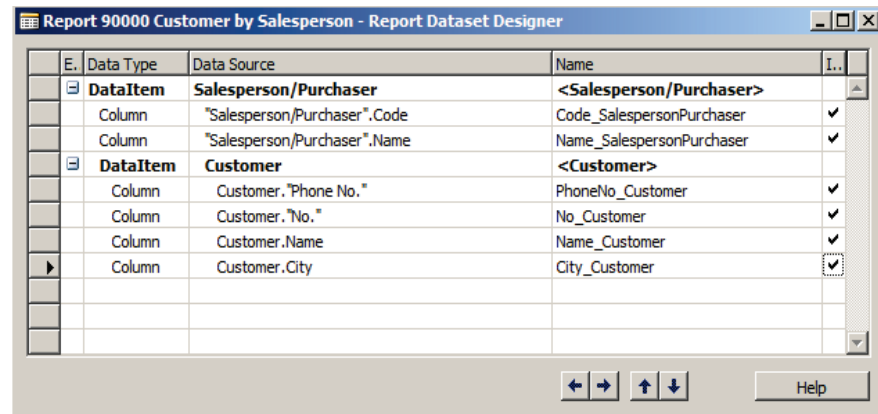 Report 90000 Customer by Salesperson - Report Dataset Designer
E. Data Type Data Source Name I..
DataItem Salesperson/Purchaser <Salesperson/Purchaser>
Column "Salesperson/Purchaser".Code Code_SalespersonPurchaser
Column "Salesperson/Purchaser".Name Name_SalespersonPurchaser
DataItem Customer <Customer>
Column Customer."Phone No." PhoneNo_Customer
Column Customer."No." No_Customer
Column Customer.Name Name_Customer
Column Customer.City City_Customer
Help